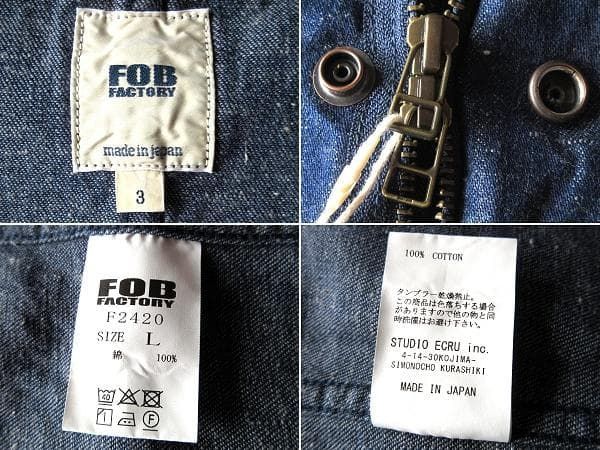 FOB
FACTORY
made in japan
3
FOB
FACTORY
F2420
SIZE L
綿 100%
40
100% COTTON
タンブラー乾燥禁止。
この商品は色落ちする場合
がありますので他の物と同
時洗濯はお避け下さい。
STUDIO ECRU inc.
4-14-30KOJIMA-
SIMONOCHO KURASHIKI
MADE IN JAPAN